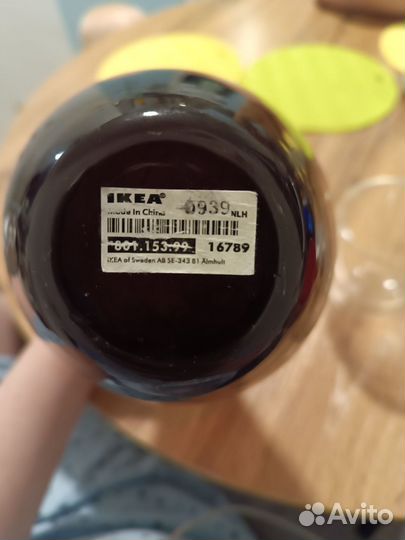 IKEA®
Made in China 0939 NLH
801.153.99 16789
IKEA of Sweden AB SE-343 81 Älmhult
Avito